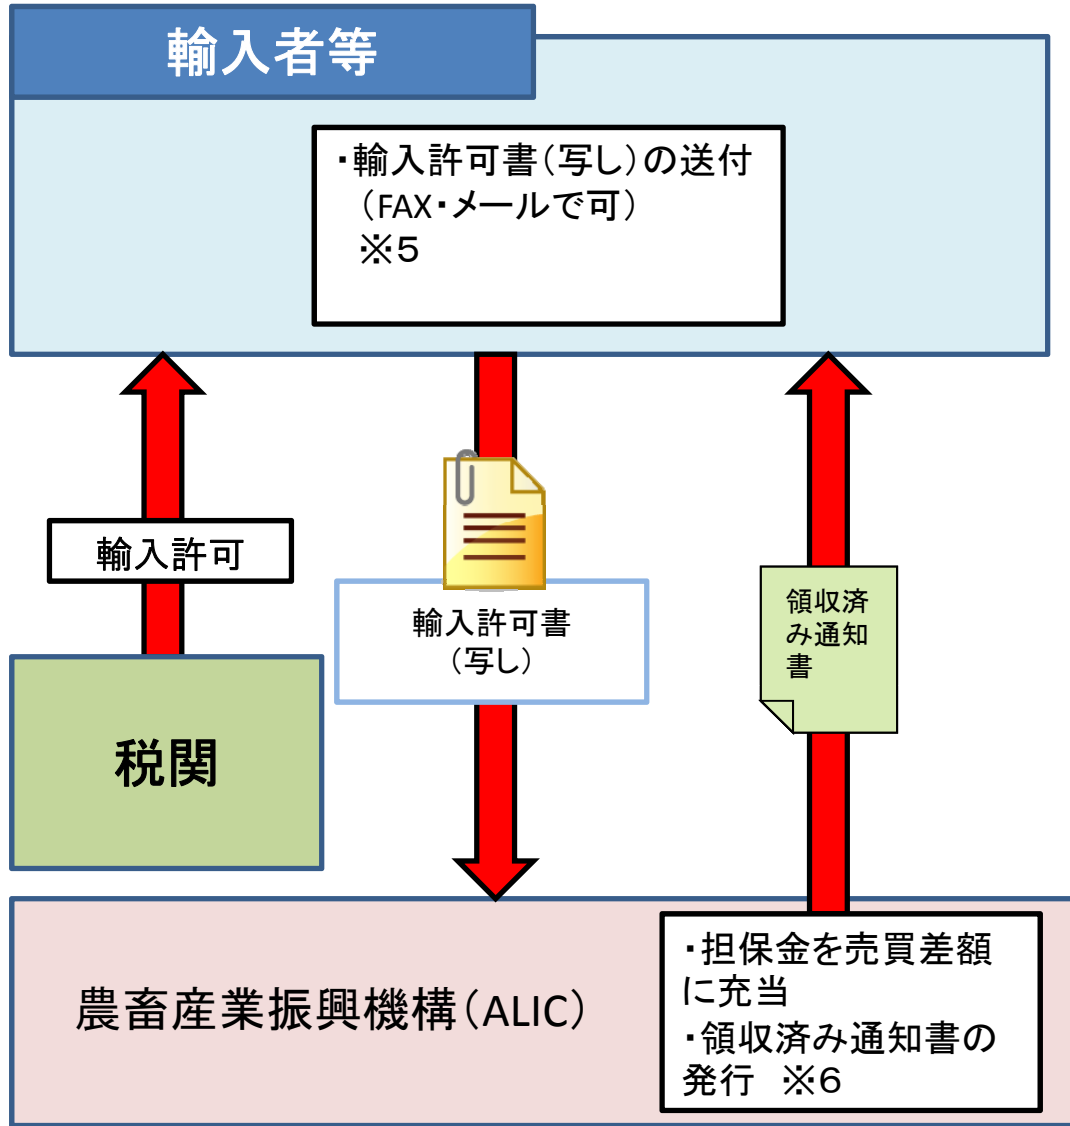 輸入者等
・輸入許可書（写し）の送付
（FAX・メールで可）
※５
輸入許可
輸入許可書
（写し）
領収済
み通知
書
税関
農畜産業振興機構（ALIC）
・担保金を売買差額
に充当
・領収済み通知書の
発行　※６